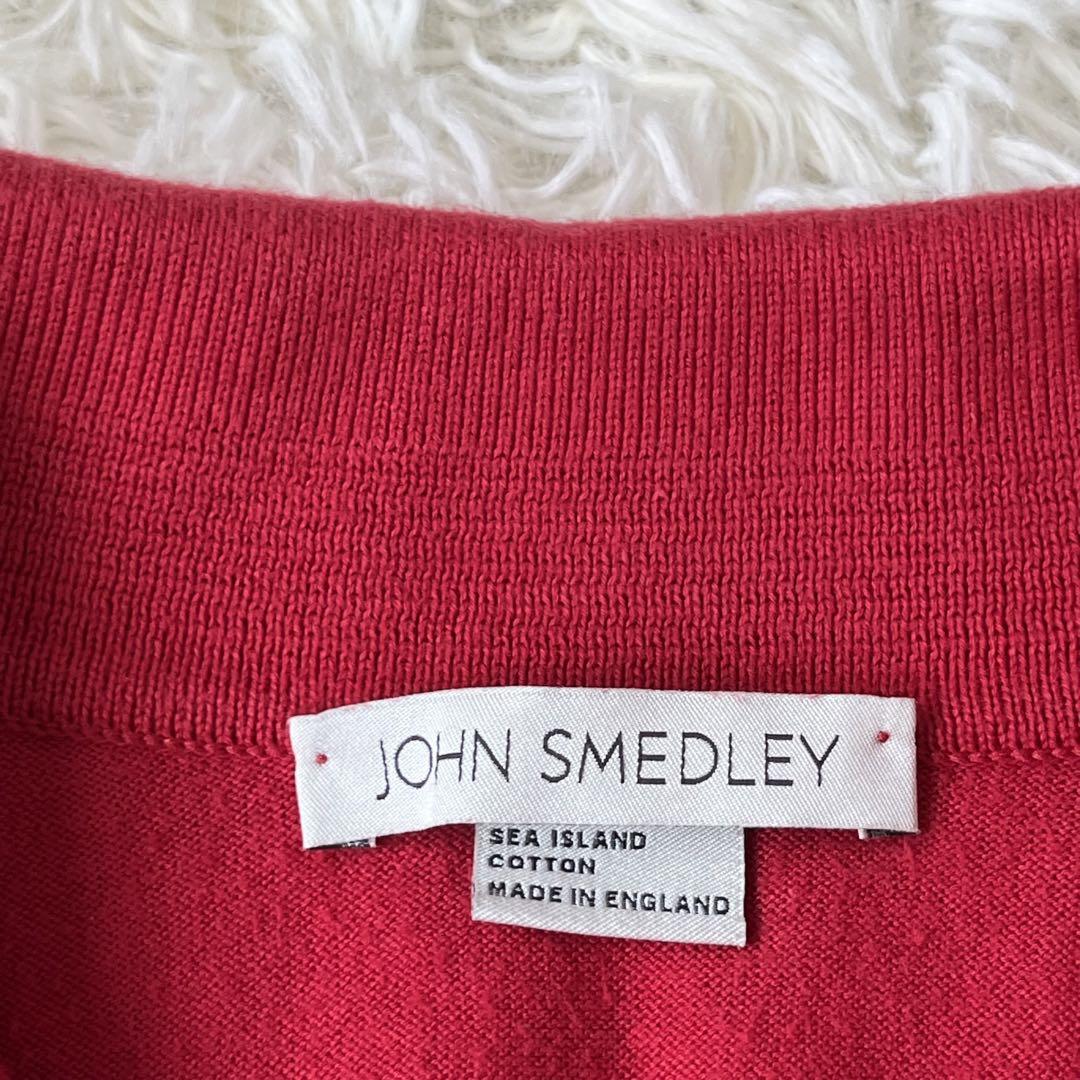 JOHN SMEDLEY
SEA ISLAND
COTTON
MADE IN ENGLAND